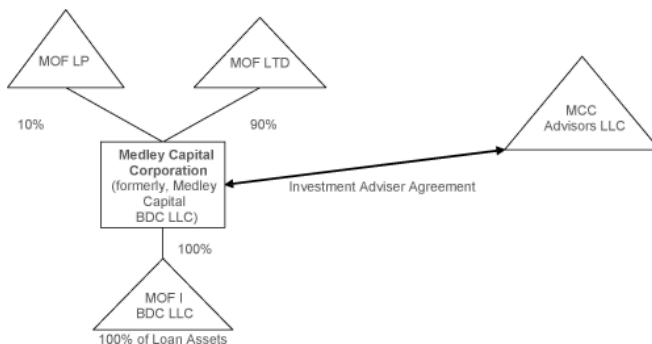 MOF LP
MOF LTD
MCC
Advisors LLC
10%
90%
Medley Capital
Corporation
(formerly, Medley
Capital
BDC LLC)
Investment Adviser Agreement
100%
MOF I
BDC LLC
100% of Loan Assets